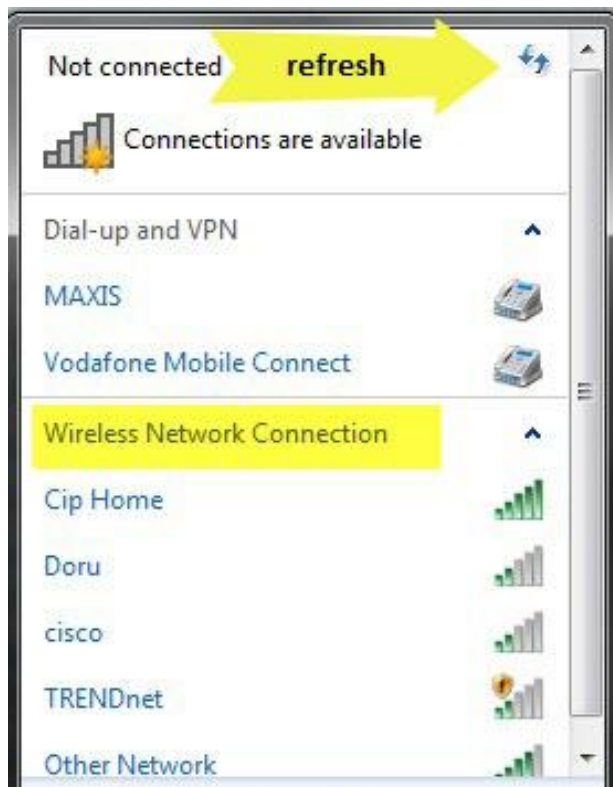 Not connected refresh
Connections are available
Dial-up and VPN
MAXIS
Vodafone Mobile Connect
Wireless Network Connection
Cip Home
Doru
cisco
TRENDnet
Other Network